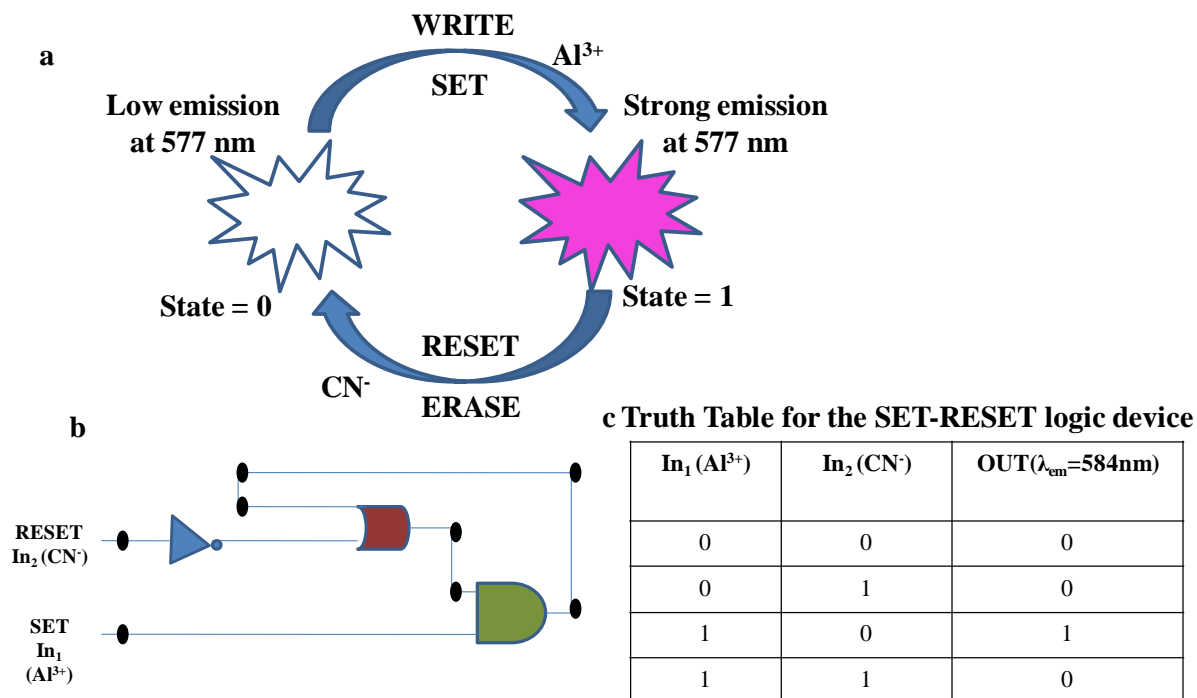 a
WRITE
Al³⁺
SET
Low emission
at 577 nm
Strong emission
at 577 nm
State = 0
State = 1
RESET
CN⁻
ERASE
b
RESET
In₂ (CN⁻)
SET
In₁
(Al³⁺)
c Truth Table for the SET-RESET logic device
In₁ (Al³⁺) In₂ (CN⁻) OUT(λₑₘ=584nm)
0 0 0
0 1 0
1 0 1
1 1 0